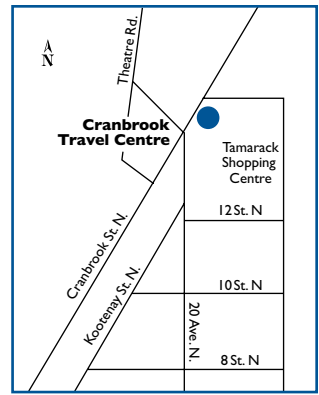 Theatre Rd.
N
Cranbrook
Travel Centre
Tamarack
Shopping
Centre
12 St. N
Cranbrook St. N.
Kootenay St. N.
10 St. N
20 Ave. N.
8 St. N